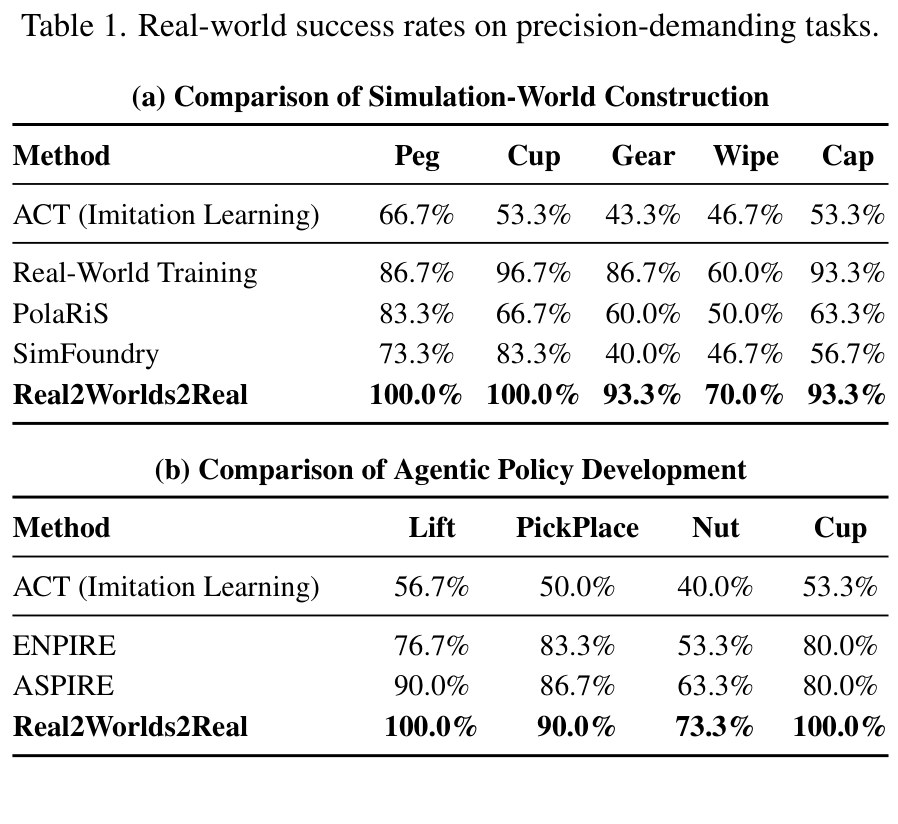 Table 1. Real-world success rates on precision-demanding tasks.
(a) Comparison of Simulation-World Construction
Method Peg Cup Gear Wipe Cap
ACT (Imitation Learning) 66.7% 53.3% 43.3% 46.7% 53.3%
Real-World Training 86.7% 96.7% 86.7% 60.0% 93.3%
PolaRiS 83.3% 66.7% 60.0% 50.0% 63.3%
SimFoundry 73.3% 83.3% 40.0% 46.7% 56.7%
Real2Worlds2Real 100.0% 100.0% 93.3% 70.0% 93.3%
(b) Comparison of Agentic Policy Development
Method Lift PickPlace Nut Cup
ACT (Imitation Learning) 56.7% 50.0% 40.0% 53.3%
ENPIRE 76.7% 83.3% 53.3% 80.0%
ASPIRE 90.0% 86.7% 63.3% 80.0%
Real2Worlds2Real 100.0% 90.0% 73.3% 100.0%